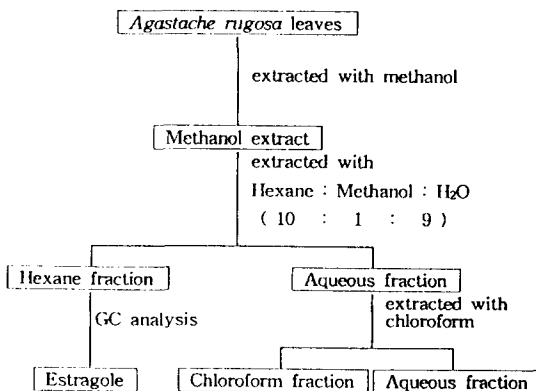 Agastache rugosa leaves
extracted with methanol
Methanol extract
extracted with
Hexane : Methanol : H₂O
( 10 : 1 : 9 )
Hexane fraction
Aqueous fraction
GC analysis
extracted with
chloroform
Estragole
Chloroform fraction
Aqueous fraction